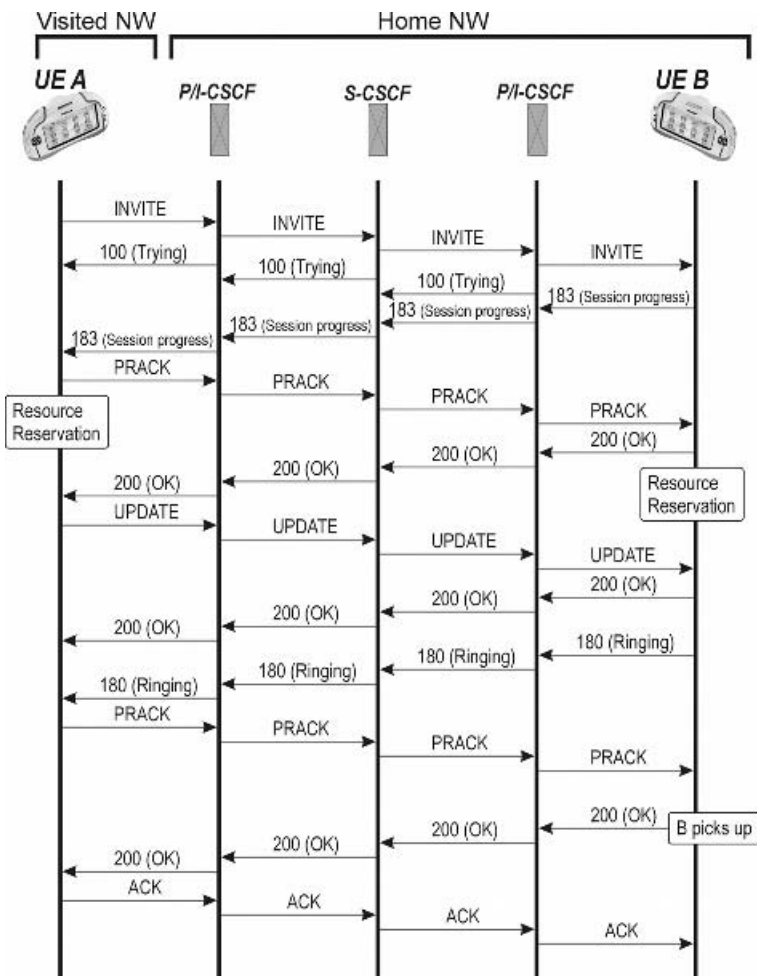 Visited NW
Home NW
UE A
P/I-CSCF
S-CSCF
P/I-CSCF
UE B
INVITE
INVITE
INVITE
INVITE
100 (Trying)
100 (Trying)
100 (Trying)
183 (Session progress)
183 (Session progress)
183 (Session progress)
183 (Session progress)
PRACK
PRACK
PRACK
PRACK
Resource
Reservation
200 (OK)
200 (OK)
200 (OK)
200 (OK)
Resource
Reservation
UPDATE
UPDATE
UPDATE
UPDATE
200 (OK)
200 (OK)
200 (OK)
200 (OK)
180 (Ringing)
180 (Ringing)
180 (Ringing)
180 (Ringing)
PRACK
PRACK
PRACK
PRACK
B picks up
200 (OK)
200 (OK)
200 (OK)
200 (OK)
ACK
ACK
ACK
ACK